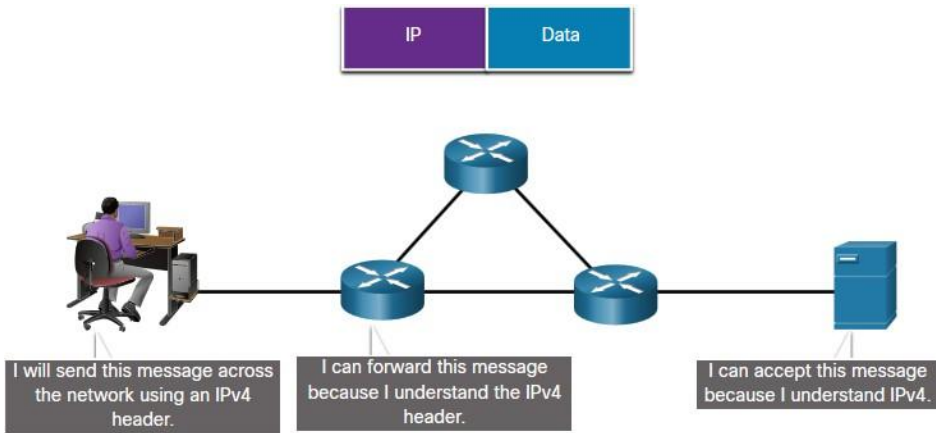 IP
Data
I will send this message across
the network using an IPv4
header.
I can forward this message
because I understand the IPv4
header.
I can accept this message
because I understand IPv4.